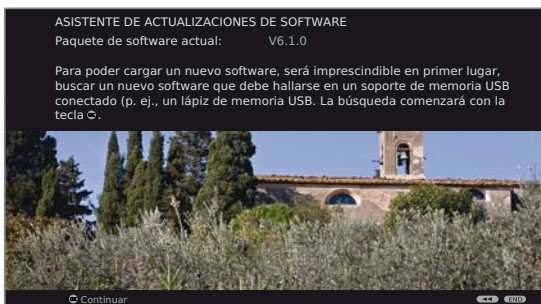 ASISTENTE DE ACTUALIZACIONES DE SOFTWARE
Paquete de software actual: V6.1.0
Para poder cargar un nuevo software, será imprescindible en primer lugar,
buscar un nuevo software que debe hallarse en un soporte de memoria USB
conectado (p. ej., un lápiz de memoria USB. La búsqueda comenzará con la
tecla .
Continuar END